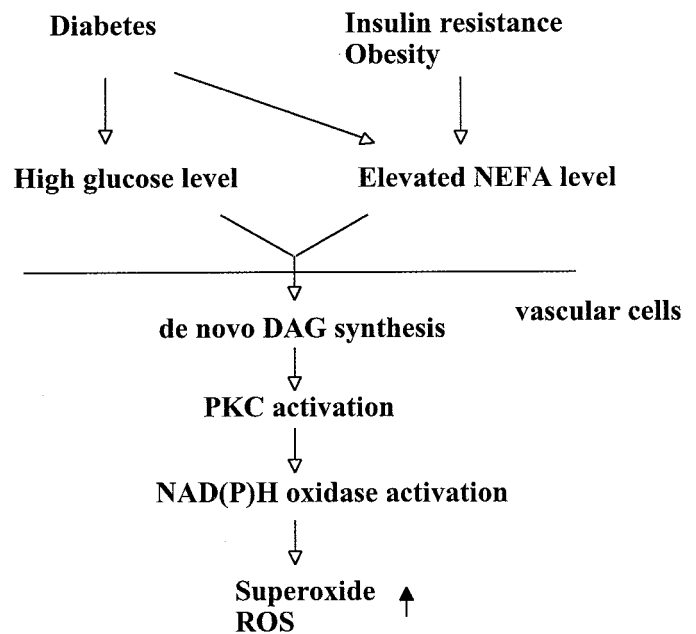 Diabetes
Insulin resistance
Obesity
High glucose level
Elevated NEFA level
vascular cells
de novo DAG synthesis
PKC activation
NAD(P)H oxidase activation
Superoxide
ROS